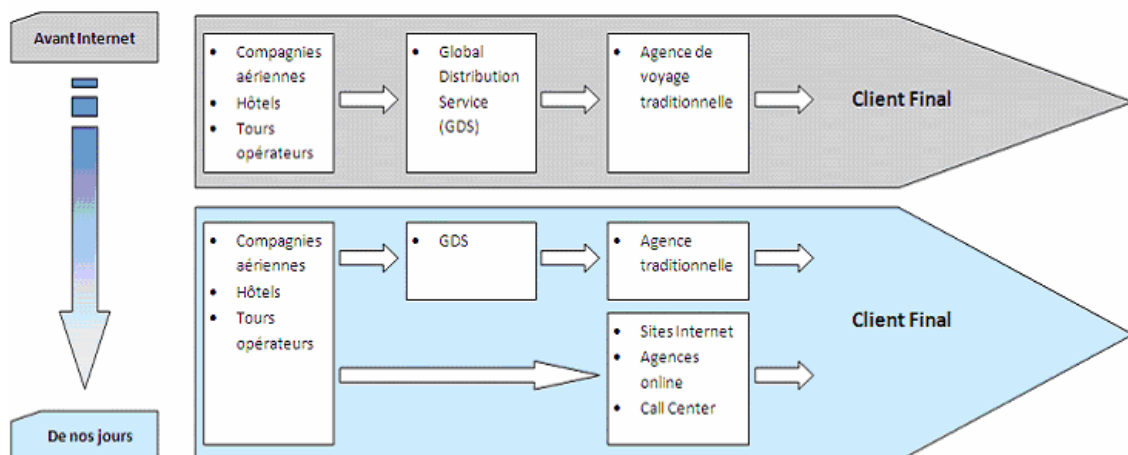 Avant Internet
• Compagnies
aériennes
• Hôtels
• Tours
opérateurs
• Global
Distribution
Service
(GDS)
• Agence de
voyage
traditionnelle
Client Final
• Compagnies
aériennes
• Hôtels
• Tours
opérateurs
• GDS
• Agence
traditionnelle
• Sites Internet
• Agences
online
• Call Center
Client Final
De nos jours